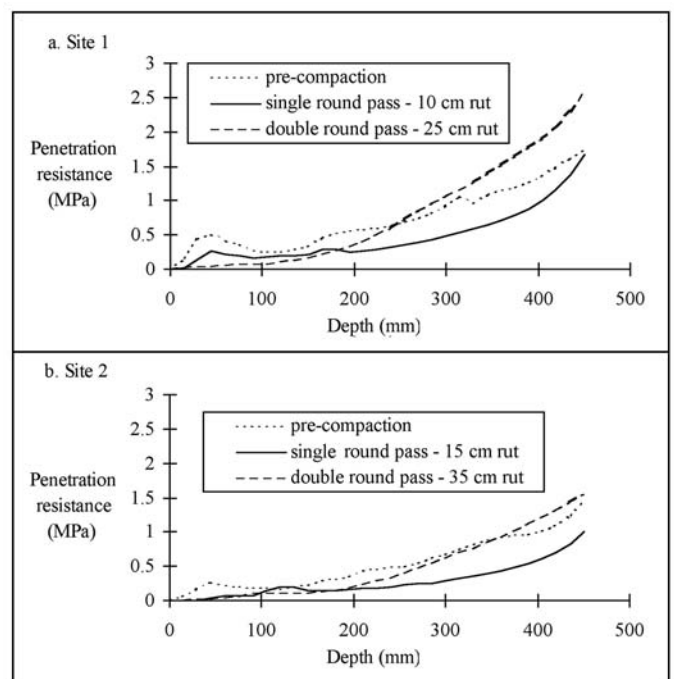 a. Site 1
3
2.5
2
1.5
1
0.5
0
Penetration
resistance
(MPa)
pre-compaction
single round pass - 10 cm rut
double round pass - 25 cm rut
0 100 200 300 400 500
Depth (mm)
b. Site 2
3
2.5
2
1.5
1
0.5
0
Penetration
resistance
(MPa)
pre-compaction
single round pass - 15 cm rut
double round pass - 35 cm rut
0 100 200 300 400 500
Depth (mm)